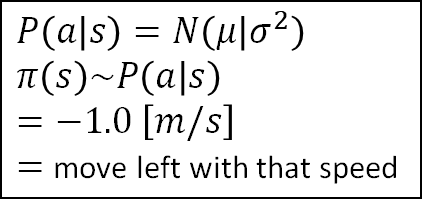 P(a|s) = N(μ|σ²)
π(s)~P(a|s)
= −1.0 [m/s]
= move left with that speed